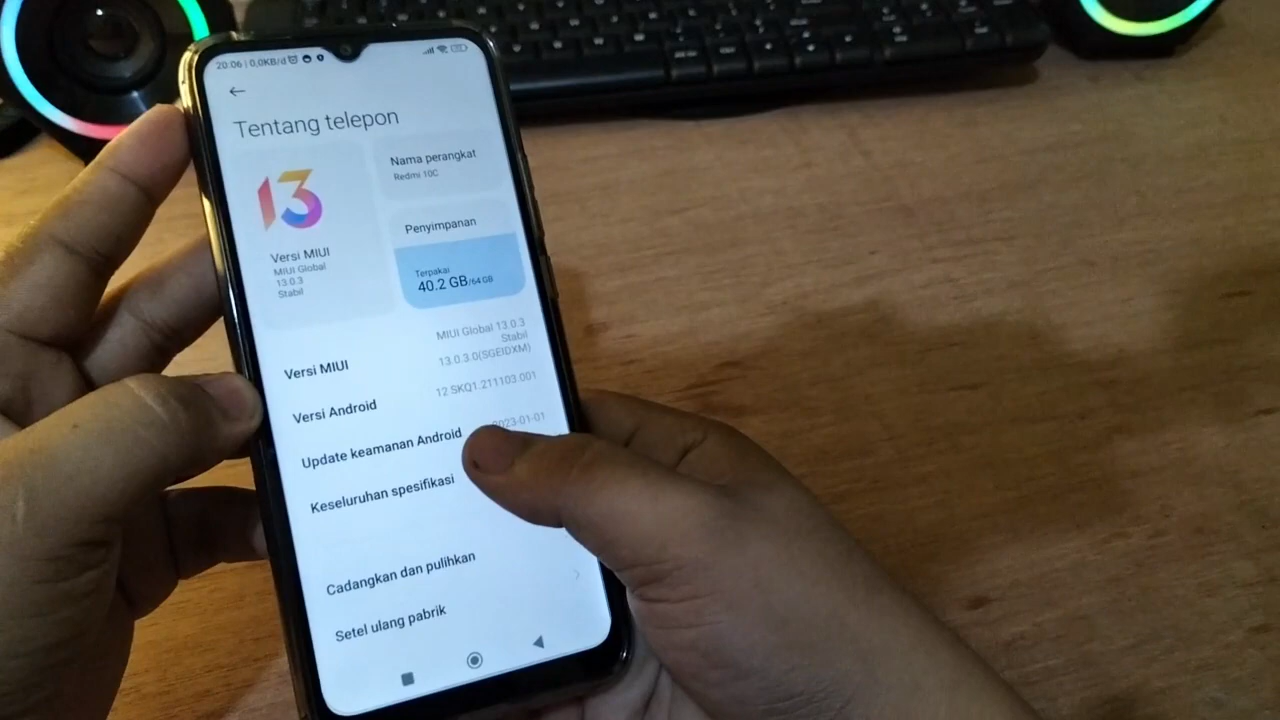 20:06 | 0,0KB/d
Tentang telepon
13
Versi MIUI
MIUI Global
13.0.3
Stabil
Nama perangkat
Redmi 10C
Penyimpanan
Terpakai
40.2 GB/64 GB
Versi MIUI
MIUI Global 13.0.3
Stabil
13.0.3.0(SGEIDXM)
Versi Android
12 SKQ1.211103.001
Update keamanan Android
023-01-01
Keseluruhan spesifikasi
Cadangkan dan pulihkan
Setel ulang pabrik